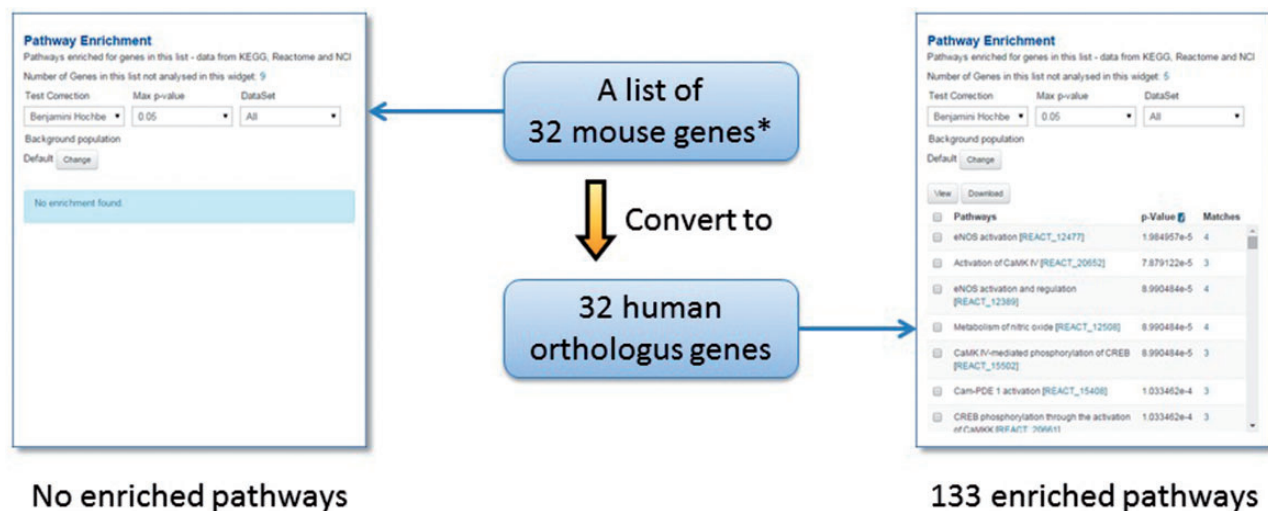 Pathway Enrichment
Pathways enriched for genes in this list - data from KEGG, Reactome and NCI
Number of Genes in this list not analysed in this widget: 9
Test Correction Max p-value DataSet
Benjamini Hochbe 0.05 All
Background population
Default Change
No enrichment found.
No enriched pathways
A list of
32 mouse genes*
Convert to
32 human
orthologus genes
Pathway Enrichment
Pathways enriched for genes in this list - data from KEGG, Reactome and NCI
Number of Genes in this list not analysed in this widget: 5
Test Correction Max p-value DataSet
Benjamini Hochbe 0.05 All
Background population
Default Change
View Download
Pathways p-Value Matches
eNOS activation [REACT_12477] 1.984957e-5 4
Activation of CaMK IV [REACT_20652] 7.879122e-5 3
eNOS activation and regulation 8.990484e-5 4
[REACT_12389]
Metabolism of nitric oxide [REACT_12508] 8.990484e-5 4
CaMK IV-mediated phosphorylation of CREB 8.990484e-5 3
[REACT_15502]
Cam-PDE 1 activation [REACT_15408] 1.033462e-4 3
CREB phosphorylation through the activation 1.033462e-4 3
of CaMKK [REACT_20661]
133 enriched pathways